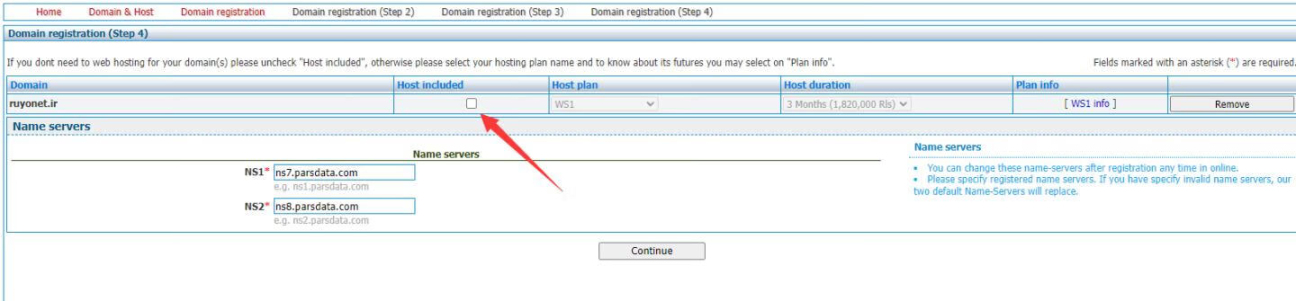 Home Domain & Host Domain registration Domain registration (Step 2) Domain registration (Step 3) Domain registration (Step 4)
Domain registration (Step 4)
If you dont need to web hosting for your domain(s) please uncheck "Host included", otherwise please select your hosting plan name and to know about its futures you may select on "Plan info". Fields marked with an asterisk (*) are required.
Domain Host included Host plan Host duration Plan info
ruyonet.ir WS1 3 Months (1,820,000 Rls) [ WS1 info ] Remove
Name servers
Name servers
NS1* ns7.parsdata.com
e.g. ns1.parsdata.com
NS2* ns8.parsdata.com
e.g. ns2.parsdata.com
Name servers
• You can change these name-servers after registration any time in online.
• Please specify registered name servers. If you have specify invalid name servers, our
two default Name-Servers will replace.
Continue